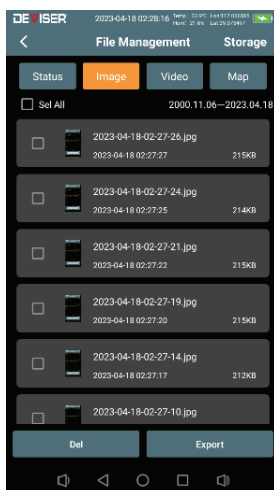 DEVISER 2023-04-18 02:28:16
File Management Storage
Status Image Video Map
Sel All 2000.11.06—2023.04.18
2023-04-18-02-27-26.jpg
2023-04-18 02:27:27 215KB
2023-04-18-02-27-24.jpg
2023-04-18 02:27:25 214KB
2023-04-18-02-27-21.jpg
2023-04-18 02:27:22 215KB
2023-04-18-02-27-19.jpg
2023-04-18 02:27:20 215KB
2023-04-18-02-27-14.jpg
2023-04-18 02:27:17 212KB
2023-04-18-02-27-10.jpg
Del Export